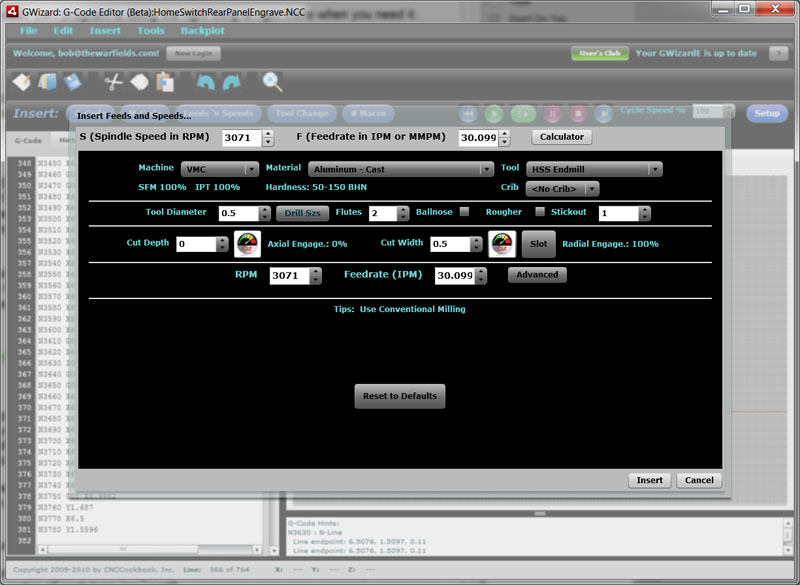 GWizard: G-Code Editor (Beta):HomeSwitchRearPanelEngrave.NCC
y when you need it.
File Edit Insert Tools Backplot
Welcome, bob@thewarfields.com! New Login User's Club Your GWizardE is up to date ?
Insert: Feeds 'n Speeds Tool Change # Macro Cycle Speed % 100 Setup
G-Code
Insert Feeds and Speeds...
S (Spindle Speed in RPM) 3071 F (Feedrate in IPM or MMPM) 30.099 Calculator
Machine VMC Material Aluminum - Cast Tool HSS Endmill
SFM 100% IPT 100% Hardness: 50-150 BHN Crib <No Crib>
Tool Diameter 0.5 Drill Szs Flutes 2 Ballnose Rougher Stickout 1
Cut Depth 0 Axial Engage.: 0% Cut Width 0.5 Slot Radial Engage.: 100%
RPM 3071 Feedrate (IPM) 30.099 Advanced
Tips: Use Conventional Milling
Reset to Defaults
Insert Cancel
348 N3450
349 N3460
350 N3470
351 N3480
352 N3490
353 N3500
354 N3510
355 N3520
356 N3530
357 N3540
358 N3550
359 N3560
360 N3570
361 N3580
362 N3590
363 N3600
364 N3610
365 N3620
366 N3630
367 N3640
368 N3650
369 N3660
370 N3670
371 N3680
372 N3690
373 N3700
374 N3710
375 N3720
376 N3730
377 N3740
378 N3750
379 N3760 Y1.687
380 N3770 X6.5
381 N3780 Y1.5596
382
G-Code Hints:
N3630 : N-Line
Line endpoint: 6.5076, 1.5097, 0.11
Line endpoint: 6.5076, 1.5097, 0.11
Copyright 2009-2010 by CNCCookbook, Inc. Line: 366 of 764 X: --- Y: --- Z: ---